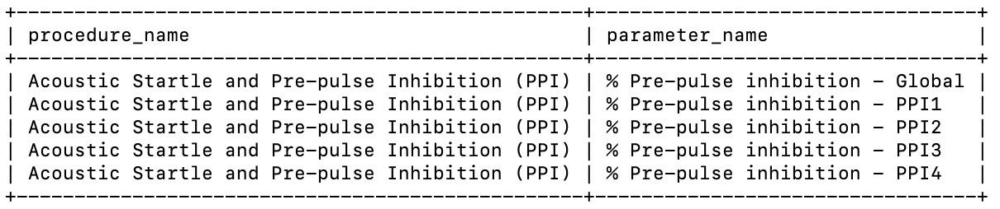 +-------------------------------------------------+---------------------------------+
| procedure_name                                  | parameter_name                  |
+-------------------------------------------------+---------------------------------+
| Acoustic Startle and Pre-pulse Inhibition (PPI) | % Pre-pulse inhibition - Global |
| Acoustic Startle and Pre-pulse Inhibition (PPI) | % Pre-pulse inhibition - PPI1   |
| Acoustic Startle and Pre-pulse Inhibition (PPI) | % Pre-pulse inhibition - PPI2   |
| Acoustic Startle and Pre-pulse Inhibition (PPI) | % Pre-pulse inhibition - PPI3   |
| Acoustic Startle and Pre-pulse Inhibition (PPI) | % Pre-pulse inhibition - PPI4   |
+-------------------------------------------------+---------------------------------+